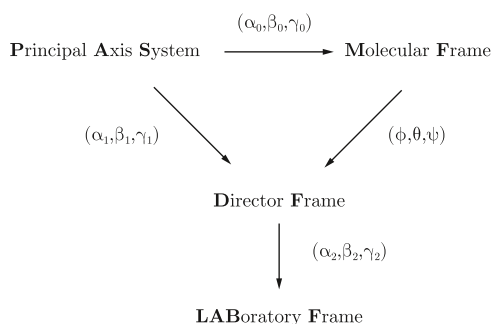 (α₀,β₀,γ₀)
Principal Axis System Molecular Frame
(α₁,β₁,γ₁) (ϕ,θ,ψ)
Director Frame
(α₂,β₂,γ₂)
LABoratory Frame